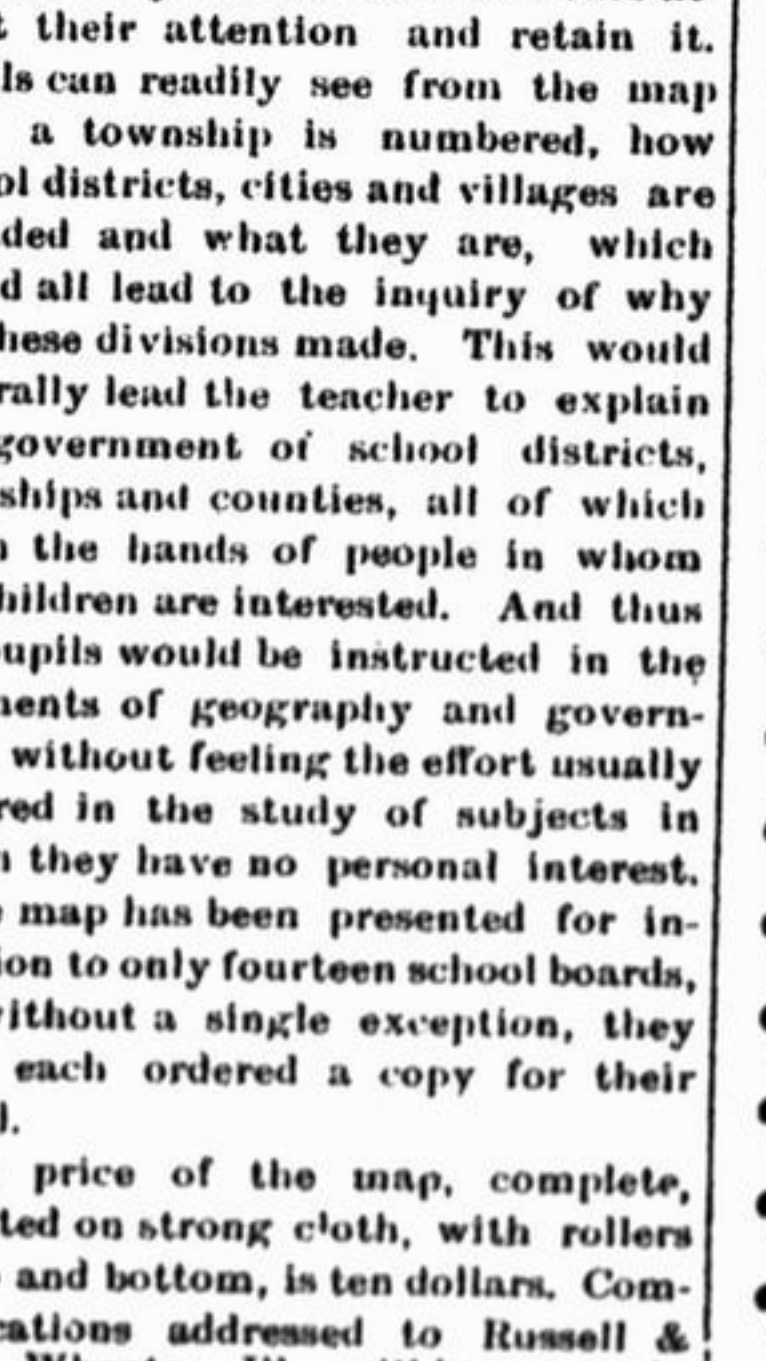 t their attention and retain it.
ls can readily see from the map
a township is numbered, how
ol districts, cities and villages are
ded and what they are, which
d all lead to the inquiry of why
hese divisions made. This would
rally lead the teacher to explain
government of school districts,
ships and counties, all of which
the hands of people in whom
hildren are interested. And thus
upils would be instructed in the
ents of geography and govern-
without feeling the effort usually
red in the study of subjects in
they have no personal interest.
map has been presented for in-
ion to only fourteen school boards,
without a single exception, they
each ordered a copy for their
l.
price of the map, complete,
ted on strong cloth, with rollers
and bottom, is ten dollars. Com-
cations addressed to Russell &